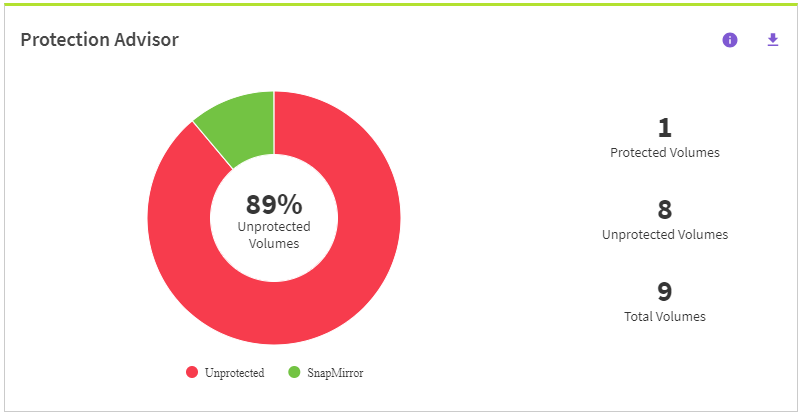 Protection Advisor
89%
Unprotected
Volumes
Unprotected
SnapMirror
1
Protected Volumes
8
Unprotected Volumes
9
Total Volumes